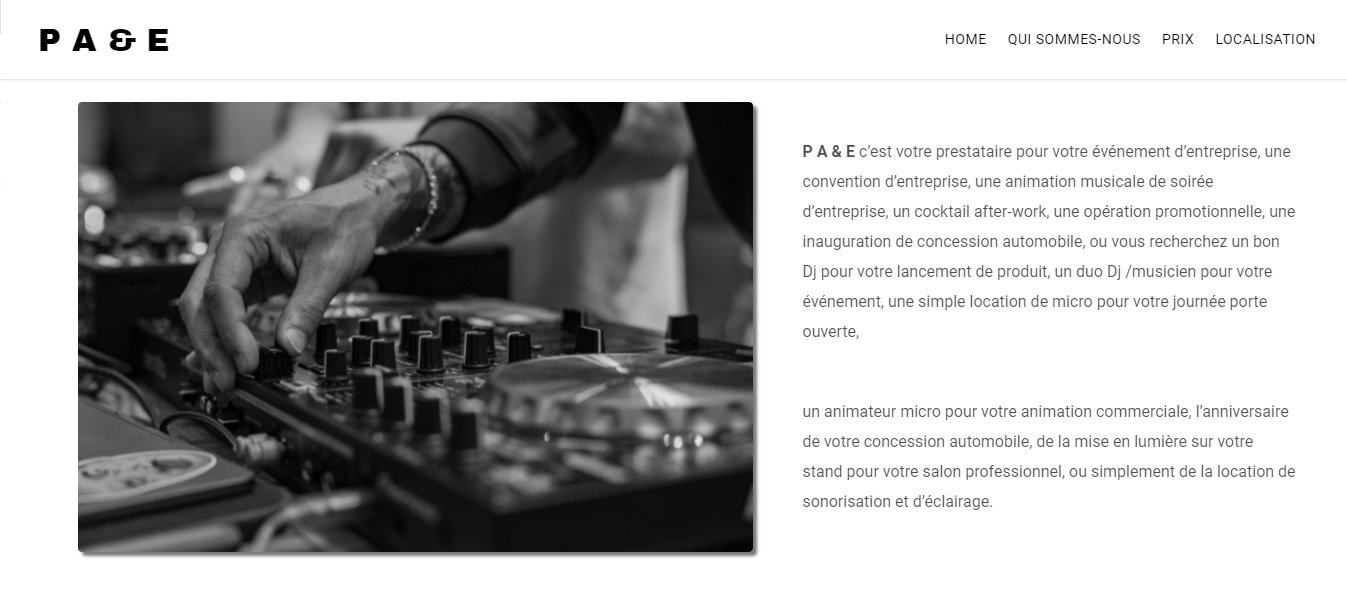 P A & E
HOME QUI SOMMES-NOUS PRIX LOCALISATION
P A & E c’est votre prestataire pour votre événement d’entreprise, une
convention d’entreprise, une animation musicale de soirée
d’entreprise, un cocktail after-work, une opération promotionnelle, une
inauguration de concession automobile, ou vous recherchez un bon
Dj pour votre lancement de produit, un duo Dj /musicien pour votre
événement, une simple location de micro pour votre journée porte
ouverte,
un animateur micro pour votre animation commerciale, l’anniversaire
de votre concession automobile, de la mise en lumière sur votre
stand pour votre salon professionnel, ou simplement de la location de
sonorisation et d’éclairage.